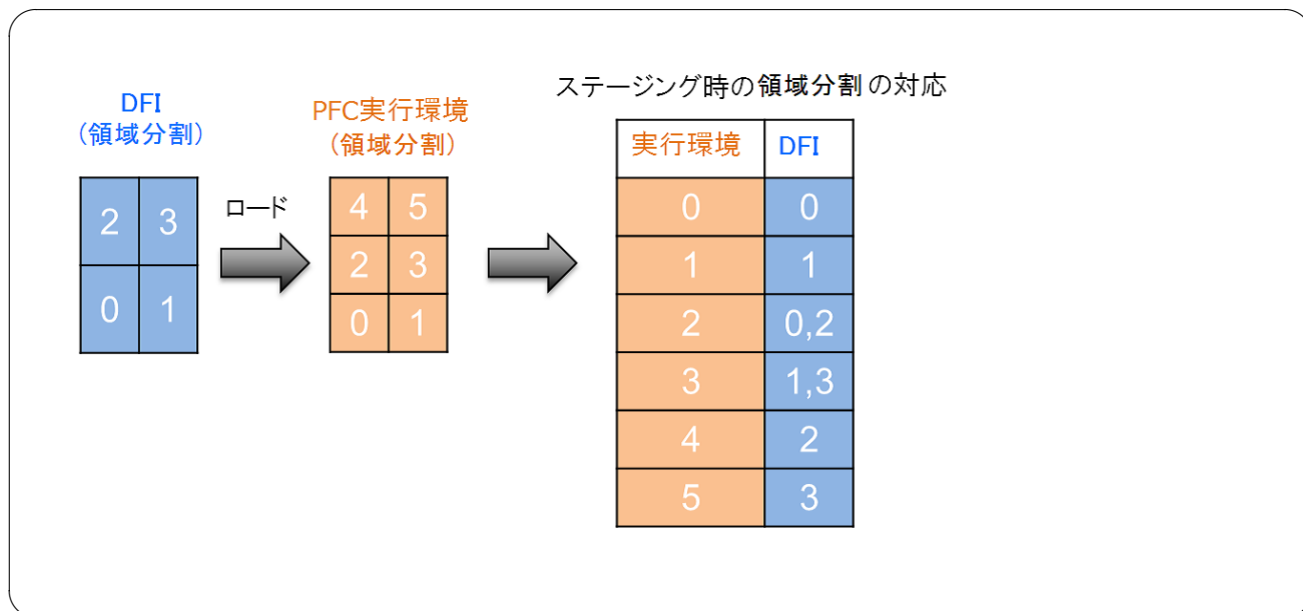 DFI
(領域分割)
2 3
0 1
ロード
PFC実行環境
(領域分割)
4 5
2 3
0 1
ステージング時の領域分割の対応
実行環境 DFI
0 0
1 1
2 0,2
3 1,3
4 2
5 3